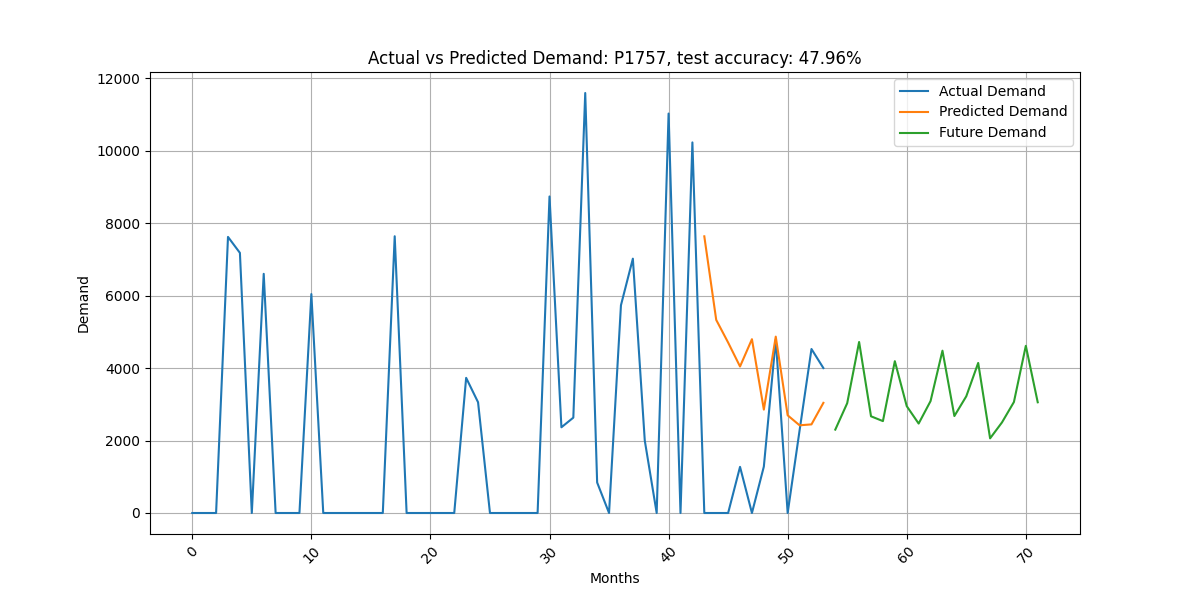 Actual vs Predicted Demand: P1757, test accuracy: 47.96%
12000
10000
8000
6000
4000
2000
0
Demand
Actual Demand
Predicted Demand
Future Demand
0
10
20
30
40
50
60
70
Months